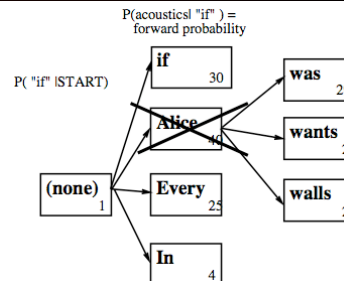 P(acoustics| "if" ) =
forward probability
P( "if" |START)
if
30
was
2
Alice
40
wants
(none)
1
Every
25
walls
In
4